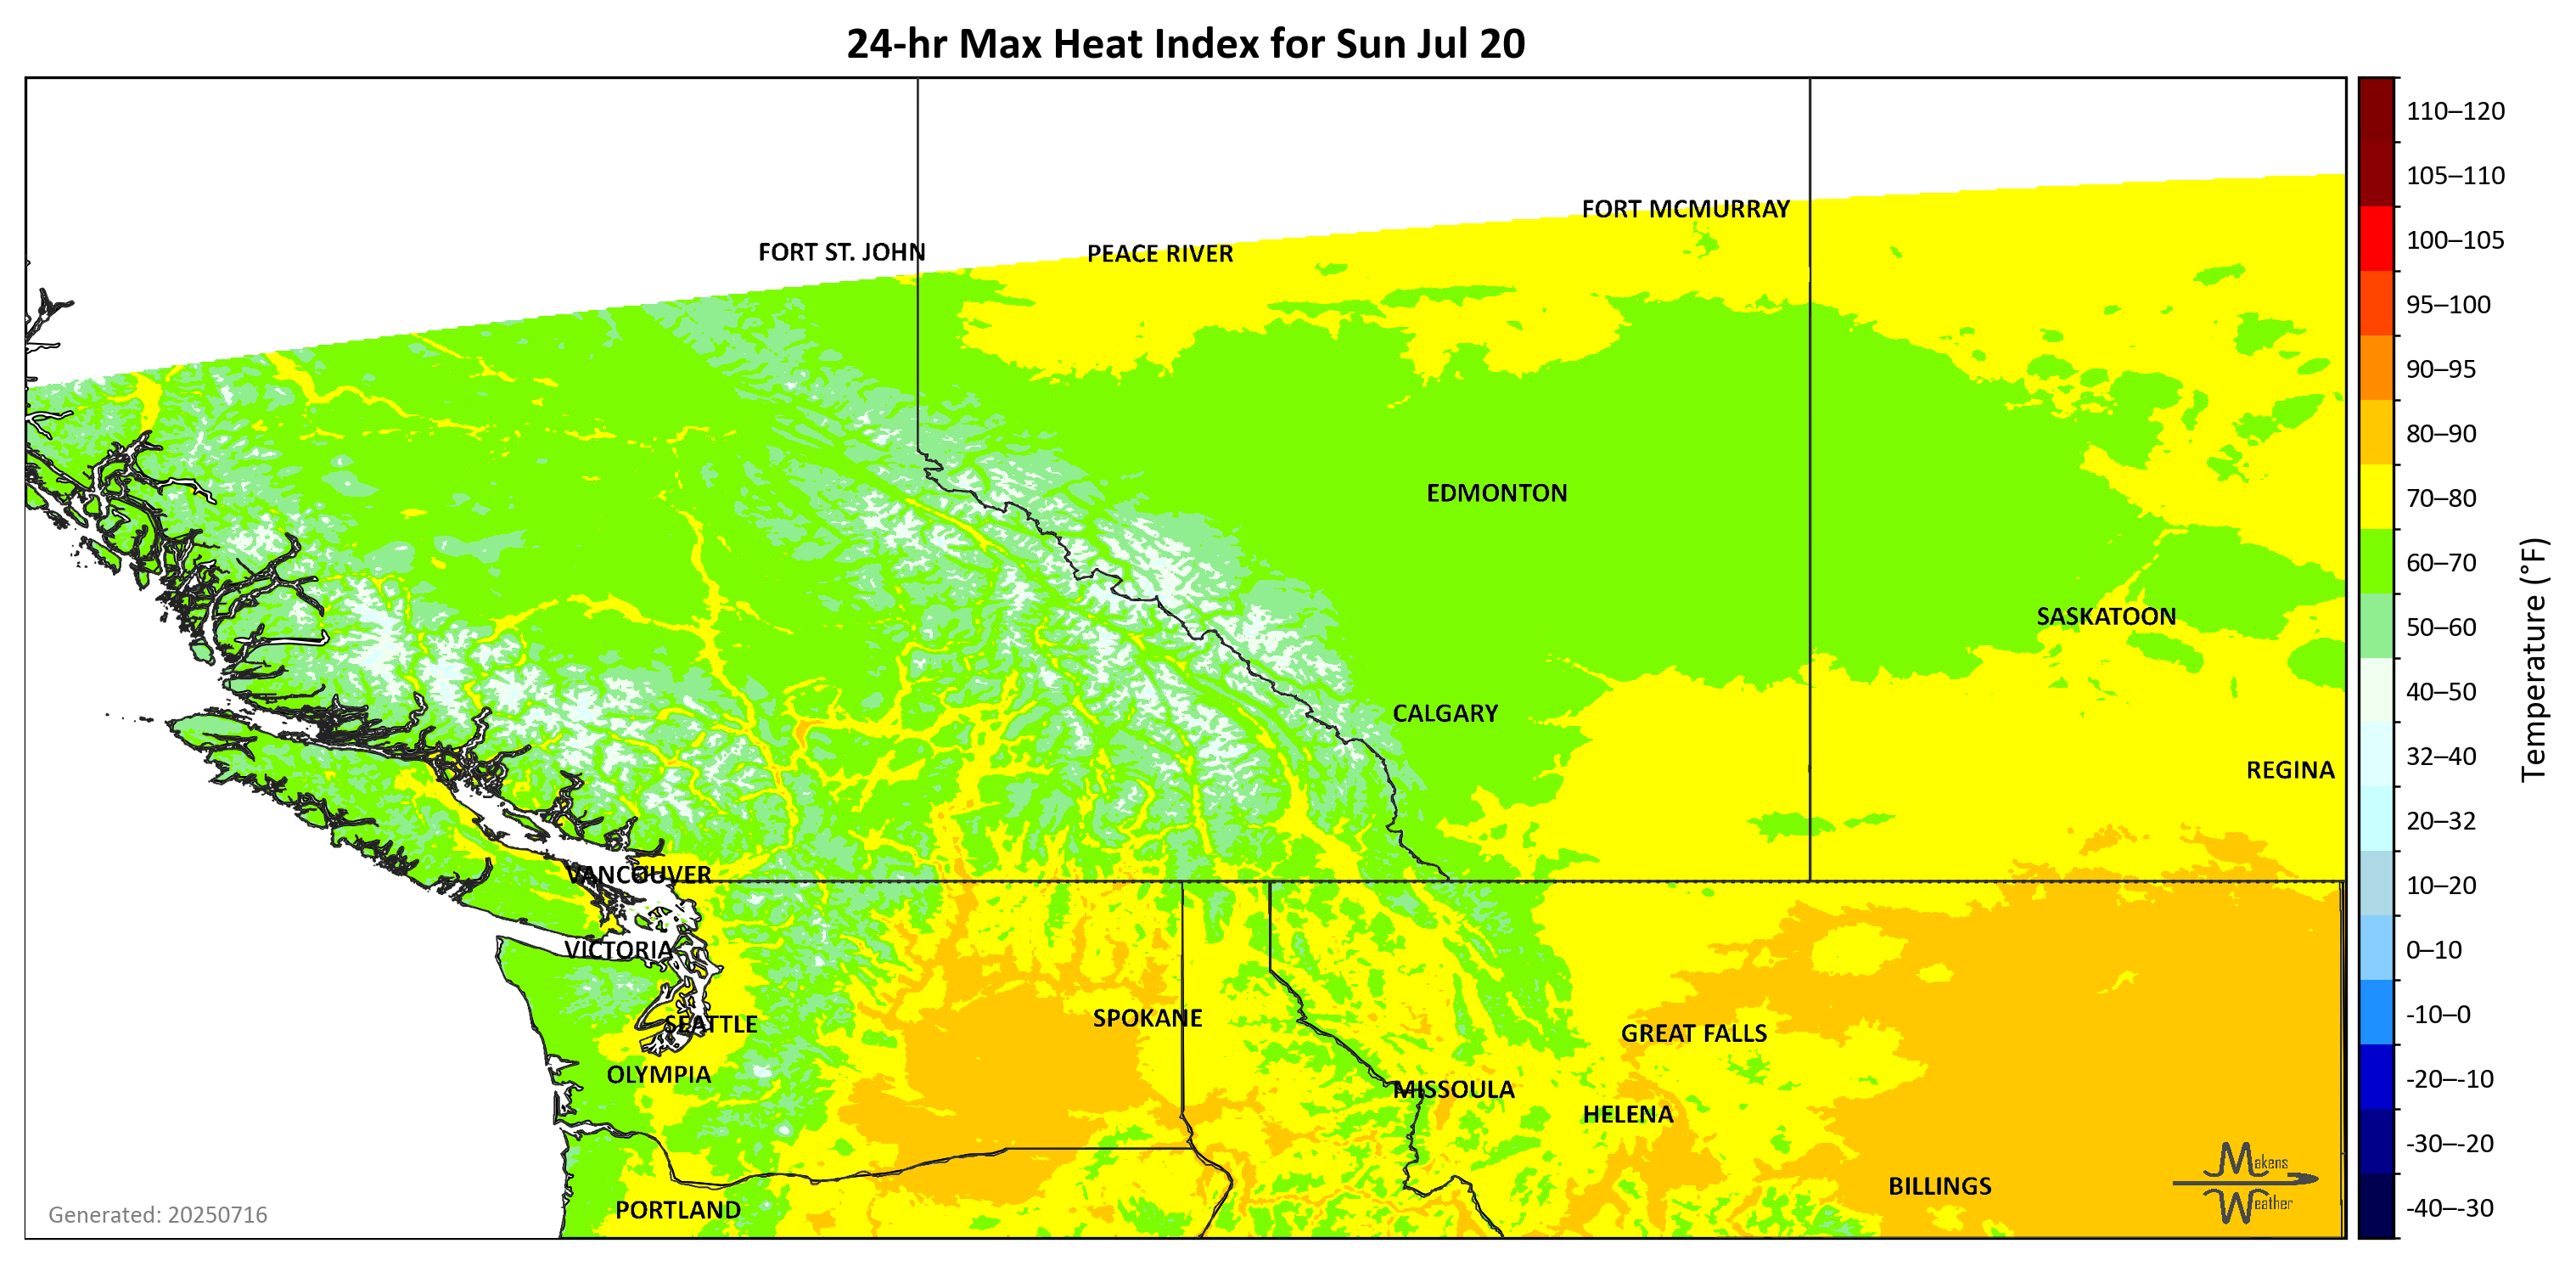 24-hr Max Heat Index for Sun Jul 20
FORT MCMURRAY
FORT ST. JOHN
PEACE RIVER
EDMONTON
SASKATOON
CALGARY
REGINA
VANCOUVER
VICTORIA
SPOKANE
SEATTLE
GREAT FALLS
OLYMPIA
MISSOULA
HELENA
BILLINGS
PORTLAND
Generated: 20250716
Makens
Weather
110–120
105–110
100–105
95–100
90–95
80–90
70–80
60–70
50–60
40–50
32–40
20–32
10–20
0–10
-10–0
-20–-10
-30–-20
-40–-30
Temperature (°F)